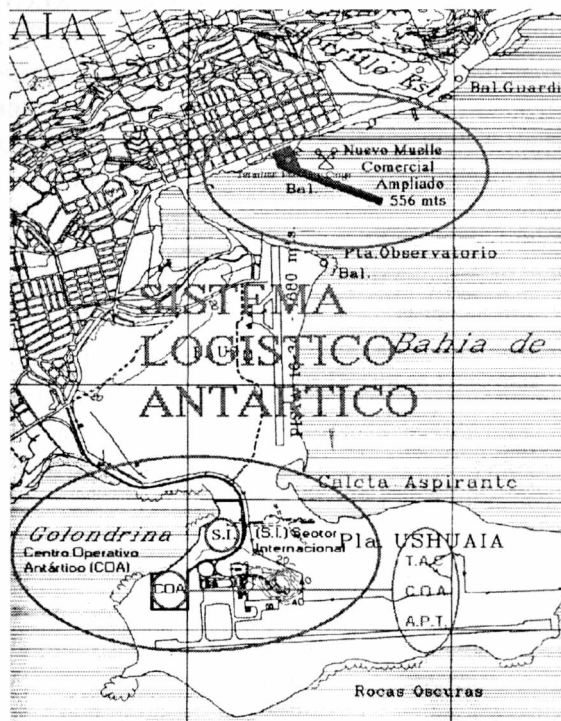 AIA
Bal.Guardi
Nuevo Muelle
Comercial
Ampliado
556 mts
Bal.
Pta.Observatorio
Bal.
SISTEMA
LOGISTICO
ANTARTICO
Bahia de
Caleta Aspirante
Golondrina
Centro Operativo
Antártico (COA)
S.I.
(S.I.) Sector
Internacional
COA
Pla. USHUAIA
T.A.C
C.O.A.
A.P.T.
Rocas Oscuras